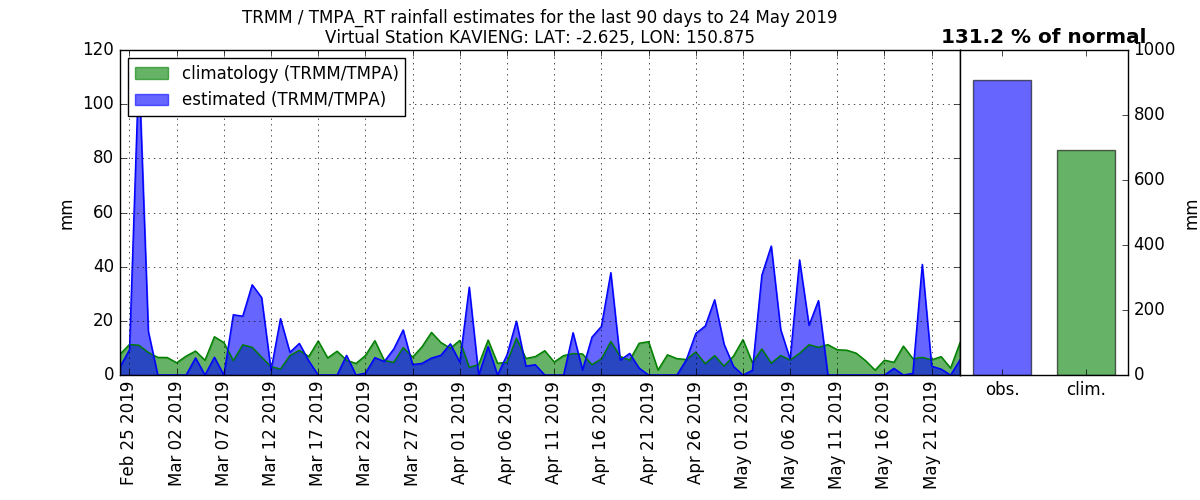 TRMM / TMPA_RT rainfall estimates for the last 90 days to 24 May 2019
Virtual Station KAVIENG: LAT: -2.625, LON: 150.875
131.2 % of normal
climatology (TRMM/TMPA)
estimated (TRMM/TMPA)
120
100
80
60
40
20
0
mm
Feb 25 2019
Mar 02 2019
Mar 07 2019
Mar 12 2019
Mar 17 2019
Mar 22 2019
Mar 27 2019
Apr 01 2019
Apr 06 2019
Apr 11 2019
Apr 16 2019
Apr 21 2019
Apr 26 2019
May 01 2019
May 06 2019
May 11 2019
May 16 2019
May 21 2019
1000
800
600
400
200
0
mm
obs.
clim.